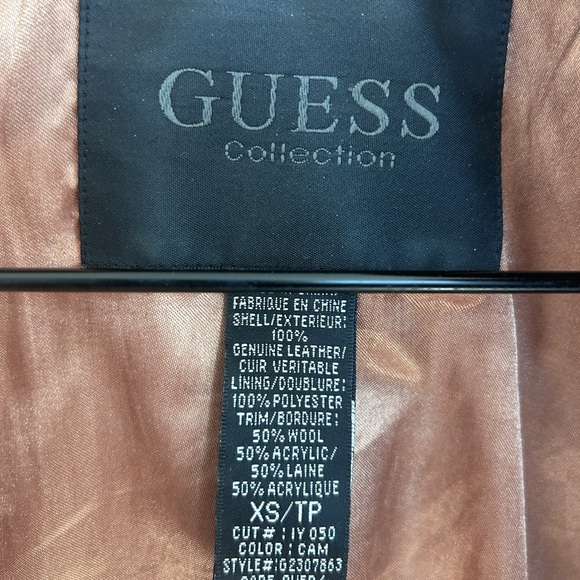 GUESS
Collection
FABRIQUE EN CHINE
SHELL/EXTERIEUR:
100%
GENUINE LEATHER/
CUIR VERITABLE
LINING/DOUBLURE:
100% POLYESTER
TRIM/BORDURE:
50% WOOL
50% ACRYLIC/
50% LAINE
50% ACRYLIQUE
XS/TP
CUT#:IY 050
COLOR:CAM
STYLE#:G2307863